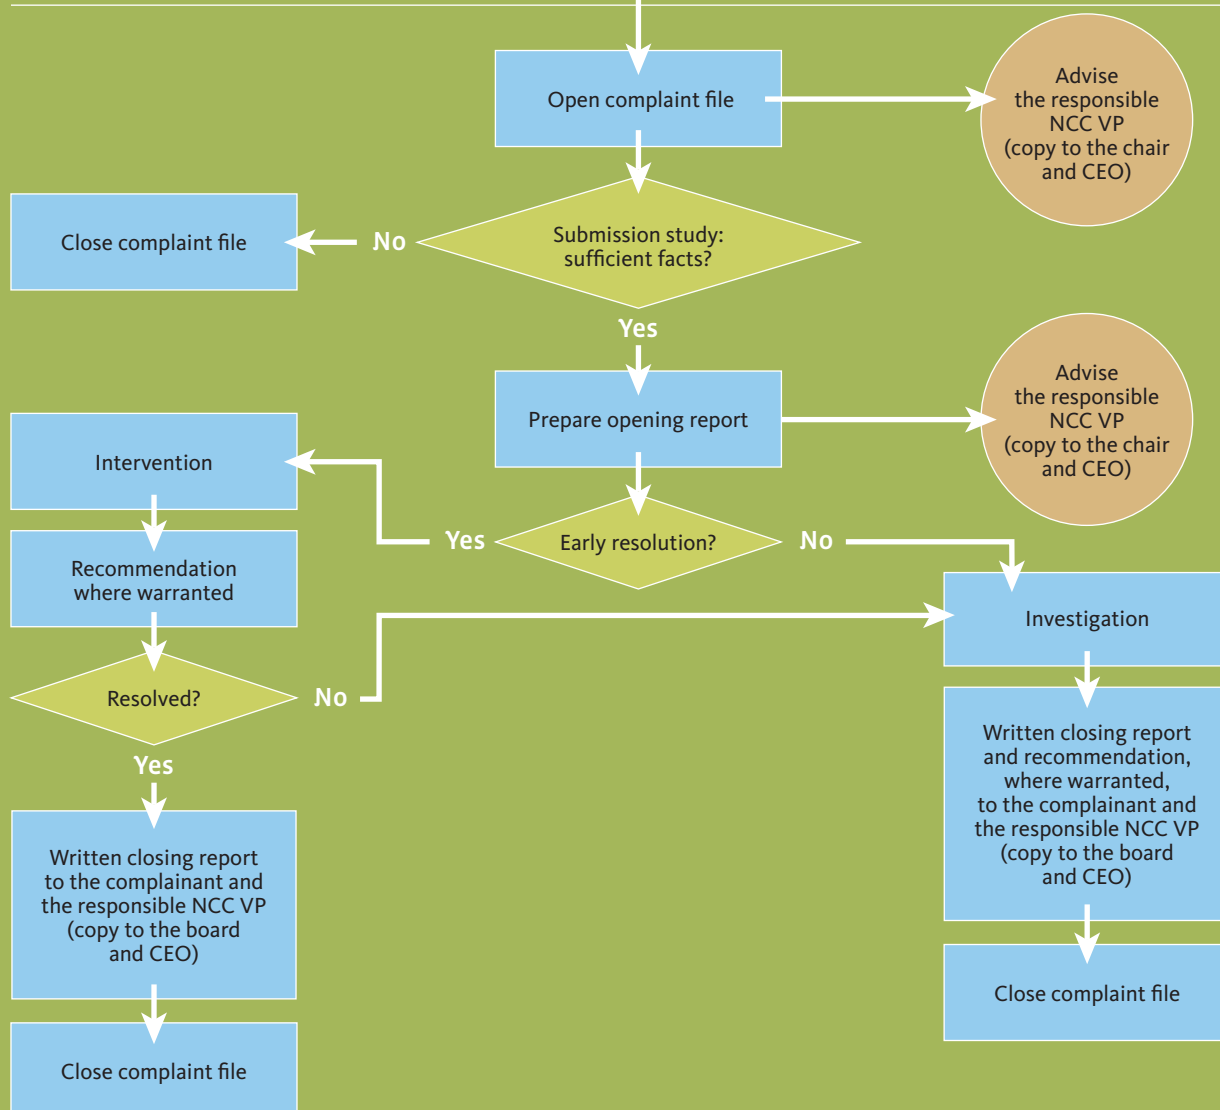 Open complaint file
Advise
the responsible
NCC VP
(copy to the chair
and CEO)
Close complaint file
No
Submission study:
sufficient facts?
Yes
Prepare opening report
Advise
the responsible
NCC VP
(copy to the chair
and CEO)
Intervention
Yes
Early resolution?
No
Recommendation
where warranted
Investigation
Resolved?
No
Yes
Written closing report
and recommendation,
where warranted,
to the complainant and
the responsible NCC VP
(copy to the board
and CEO)
Written closing report
to the complainant and
the responsible NCC VP
(copy to the board
and CEO)
Close complaint file
Close complaint file